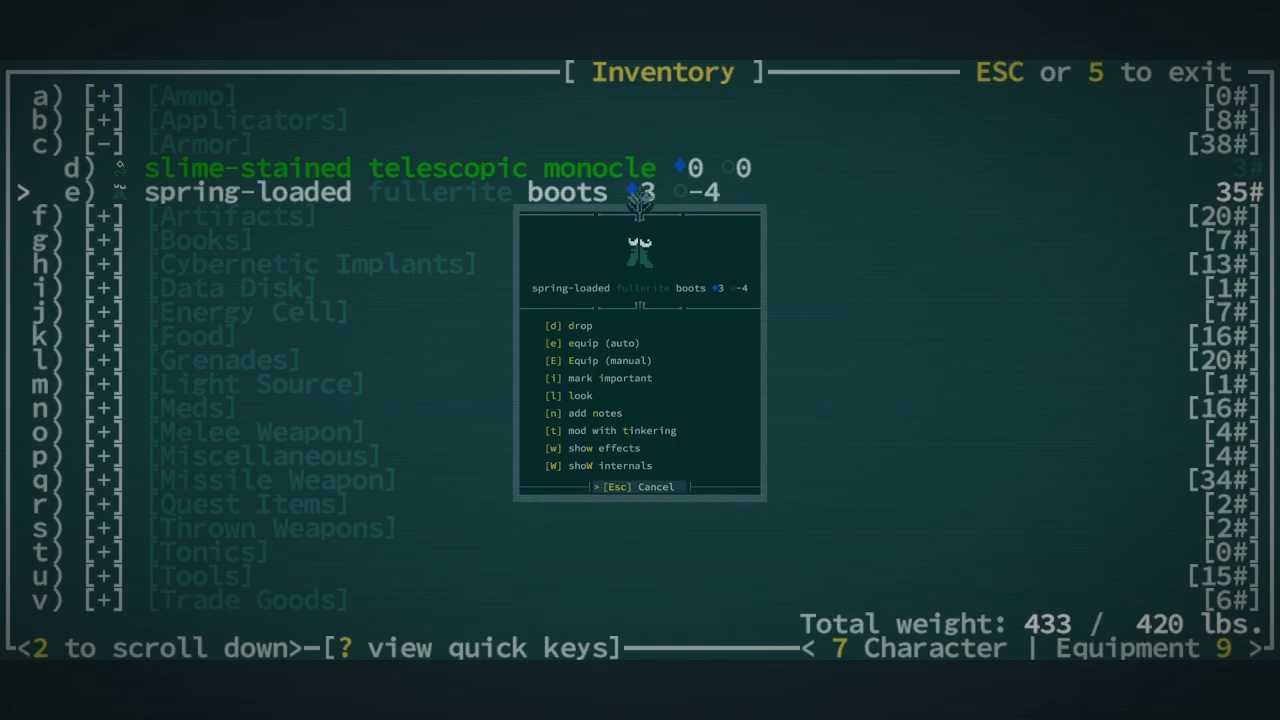 [ Inventory ] ESC or 5 to exit
a) [+] [Ammo] [0#]
b) [+] [Applicators] [8#]
c) [-] [Armor] [38#]
d) slime-stained telescopic monocle ♦0 ○0 3#
> e) spring-loaded fullerite boots ♦3 ○-4 35#
f) [+] [Artifacts] [20#]
g) [+] [Books] [7#]
h) [+] [Cybernetic Implants] [13#]
i) [+] [Data Disk] [1#]
j) [+] [Energy Cell] [7#]
k) [+] [Food] [16#]
l) [+] [Grenades] [20#]
m) [+] [Light Source] [1#]
n) [+] [Meds] [16#]
o) [+] [Melee Weapon] [4#]
p) [+] [Miscellaneous] [4#]
q) [+] [Missile Weapon] [34#]
r) [+] [Quest Items] [2#]
s) [+] [Thrown Weapons] [2#]
t) [+] [Tonics] [0#]
u) [+] [Tools] [15#]
v) [+] [Trade Goods] [6#]
spring-loaded fullerite boots ♦3 ○-4
[d] drop
[e] equip (auto)
[E] Equip (manual)
[i] mark important
[l] look
[n] add notes
[t] mod with tinkering
[w] show effects
[W] shoW internals
> [Esc] Cancel
Total weight: 433 / 420 lbs.
<2 to scroll down> [? view quick keys] < 7 Character | Equipment 9 >